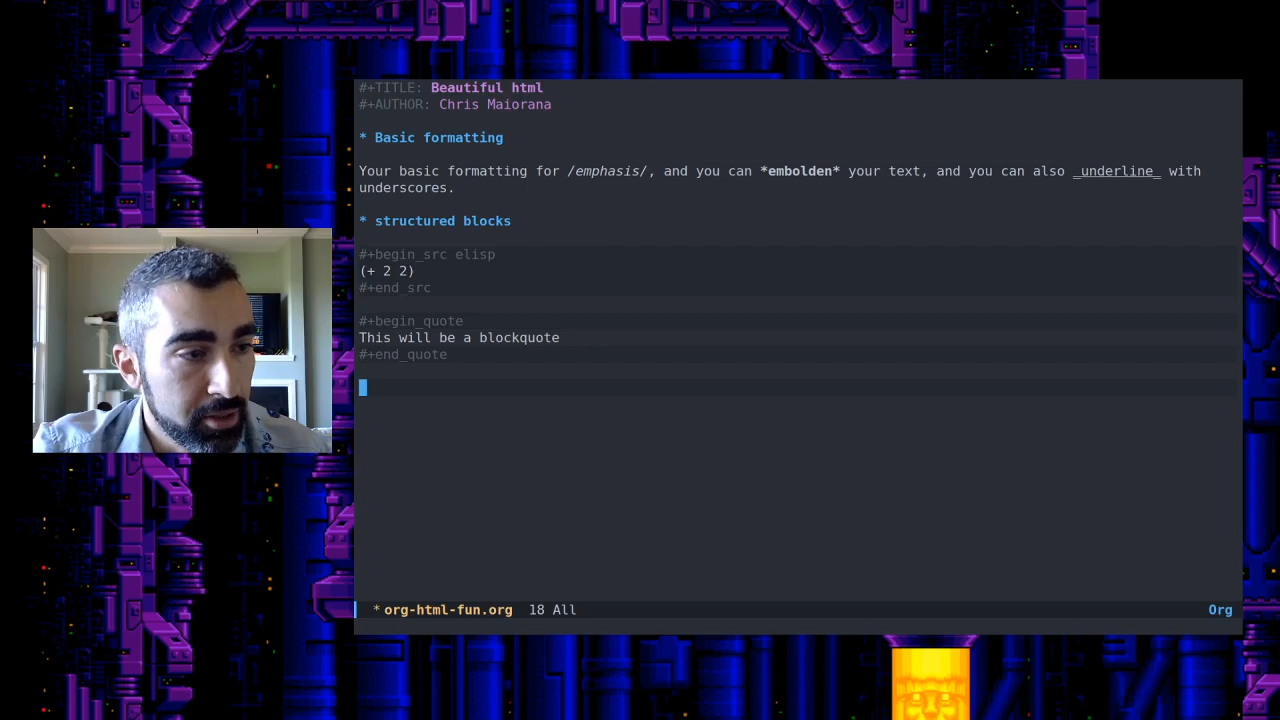 #+TITLE: Beautiful html
#+AUTHOR: Chris Maiorana
* Basic formatting
Your basic formatting for /emphasis/, and you can *embolden* your text, and you can also _underline_ with
underscores.
* structured blocks
#+begin_src elisp
(+ 2 2)
#+end_src
#+begin_quote
This will be a blockquote
#+end_quote
* org-html-fun.org 18 All Org